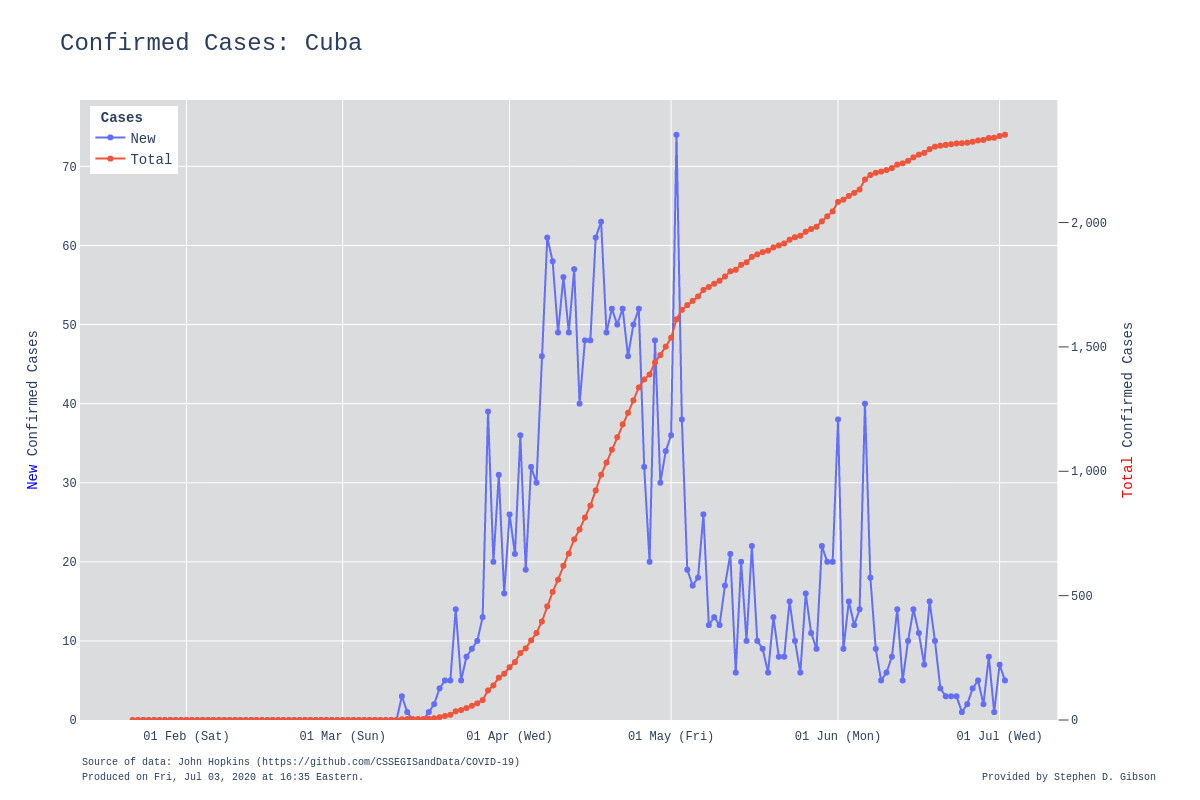 Confirmed Cases: Cuba
Cases
New
Total
70
60
50
40
30
20
10
0
New Confirmed Cases
2,000
1,500
1,000
500
0
Total Confirmed Cases
01 Feb (Sat)
01 Mar (Sun)
01 Apr (Wed)
01 May (Fri)
01 Jun (Mon)
01 Jul (Wed)
Source of data: John Hopkins (https://github.com/CSSEGISandData/COVID-19)
Produced on Fri, Jul 03, 2020 at 16:35 Eastern.
Provided by Stephen D. Gibson